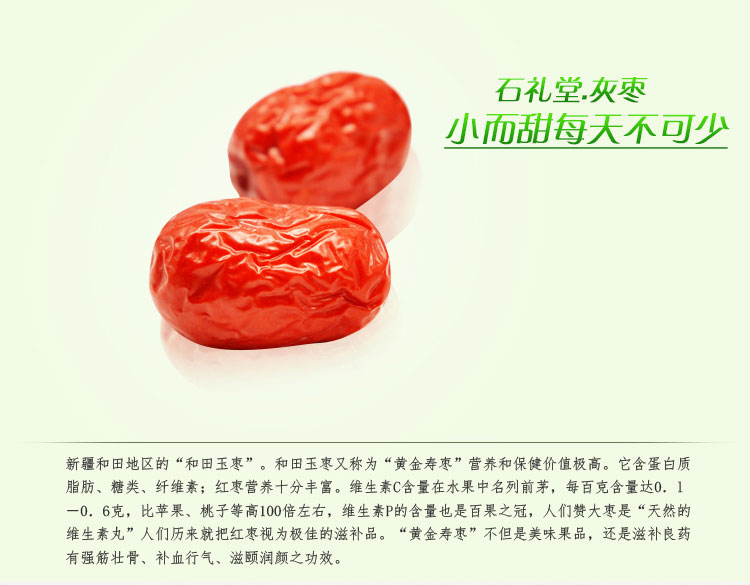 石礼堂.灰枣
小而甜每天不可少
新疆和田地区的“和田玉枣”。和田玉枣又称为“黄金寿枣”营养和保健价值极高。它含蛋白质
脂肪、糖类、纤维素；红枣营养十分丰富。维生素C含量在水果中名列前茅，每百克含量达0．1
一0．6克，比苹果、桃子等高100倍左右，维生素P的含量也是百果之冠，人们赞大枣是“天然的
维生素丸”人们历来就把红枣视为极佳的滋补品。“黄金寿枣”不但是美味果品，还是滋补良药
有强筋壮骨、补血行气、滋颐润颜之功效。